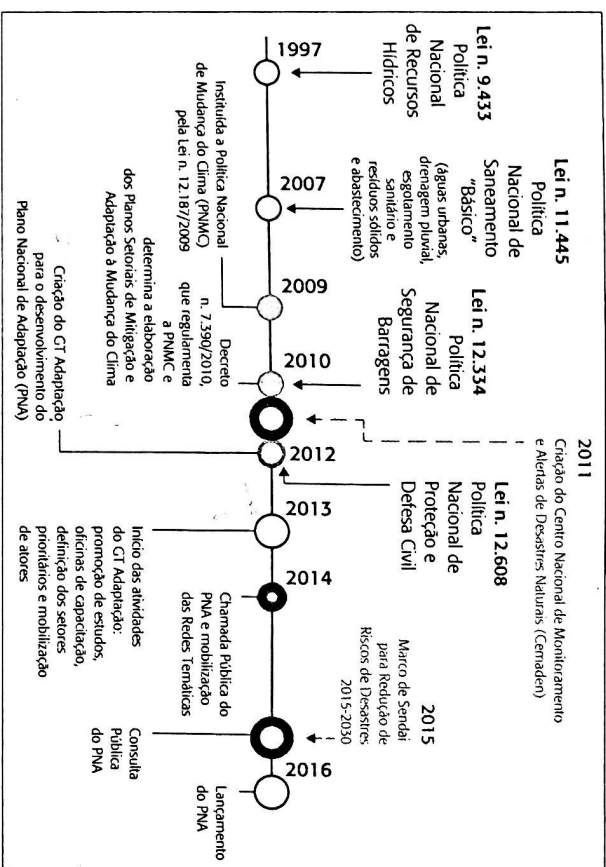 2011
Criação do Centro Nacional de Monitoramento
e Alertas de Desastres Naturais (Cemaden)
Lei n. 9.433
Política
Nacional
de Recursos
Hídricos
Lei n. 11.445
Política
Nacional de
Saneamento
"Básico"
(águas urbanas,
drenagem pluvial,
esgotamento
sanitário e
resíduos sólidos
e abastecimento)
Lei n. 12.334
Política
Nacional de
Segurança de
Barragens
Lei n. 12.608
Política
Nacional de
Proteção e
Defesa Civil
2015
Marco de Sendai
para Redução de
Riscos de Desastres
2015-2030
1997
2007
2009
2010
2012
2013
2014
2016
Instituída a Política Nacional
de Mudança do Clima (PNMC)
pela Lei n. 12.187/2009
Decreto
n. 7.390/2010,
que regulamenta
a PNMC e
determina a elaboração
dos Planos Setoriais de Mitigação e
Adaptação à Mudança do Clima
Criação do GT Adaptação
para o desenvolvimento do
Plano Nacional de Adaptação (PNA)
Início das atividades
do GT Adaptação:
promoção de estudos,
oficinas de capacitação,
definição dos setores
prioritários e mobilização
de atores
Chamada Pública do
PNA e mobilização
das Redes Temáticas
Consulta
Pública
do PNA
Lançamento
do PNA